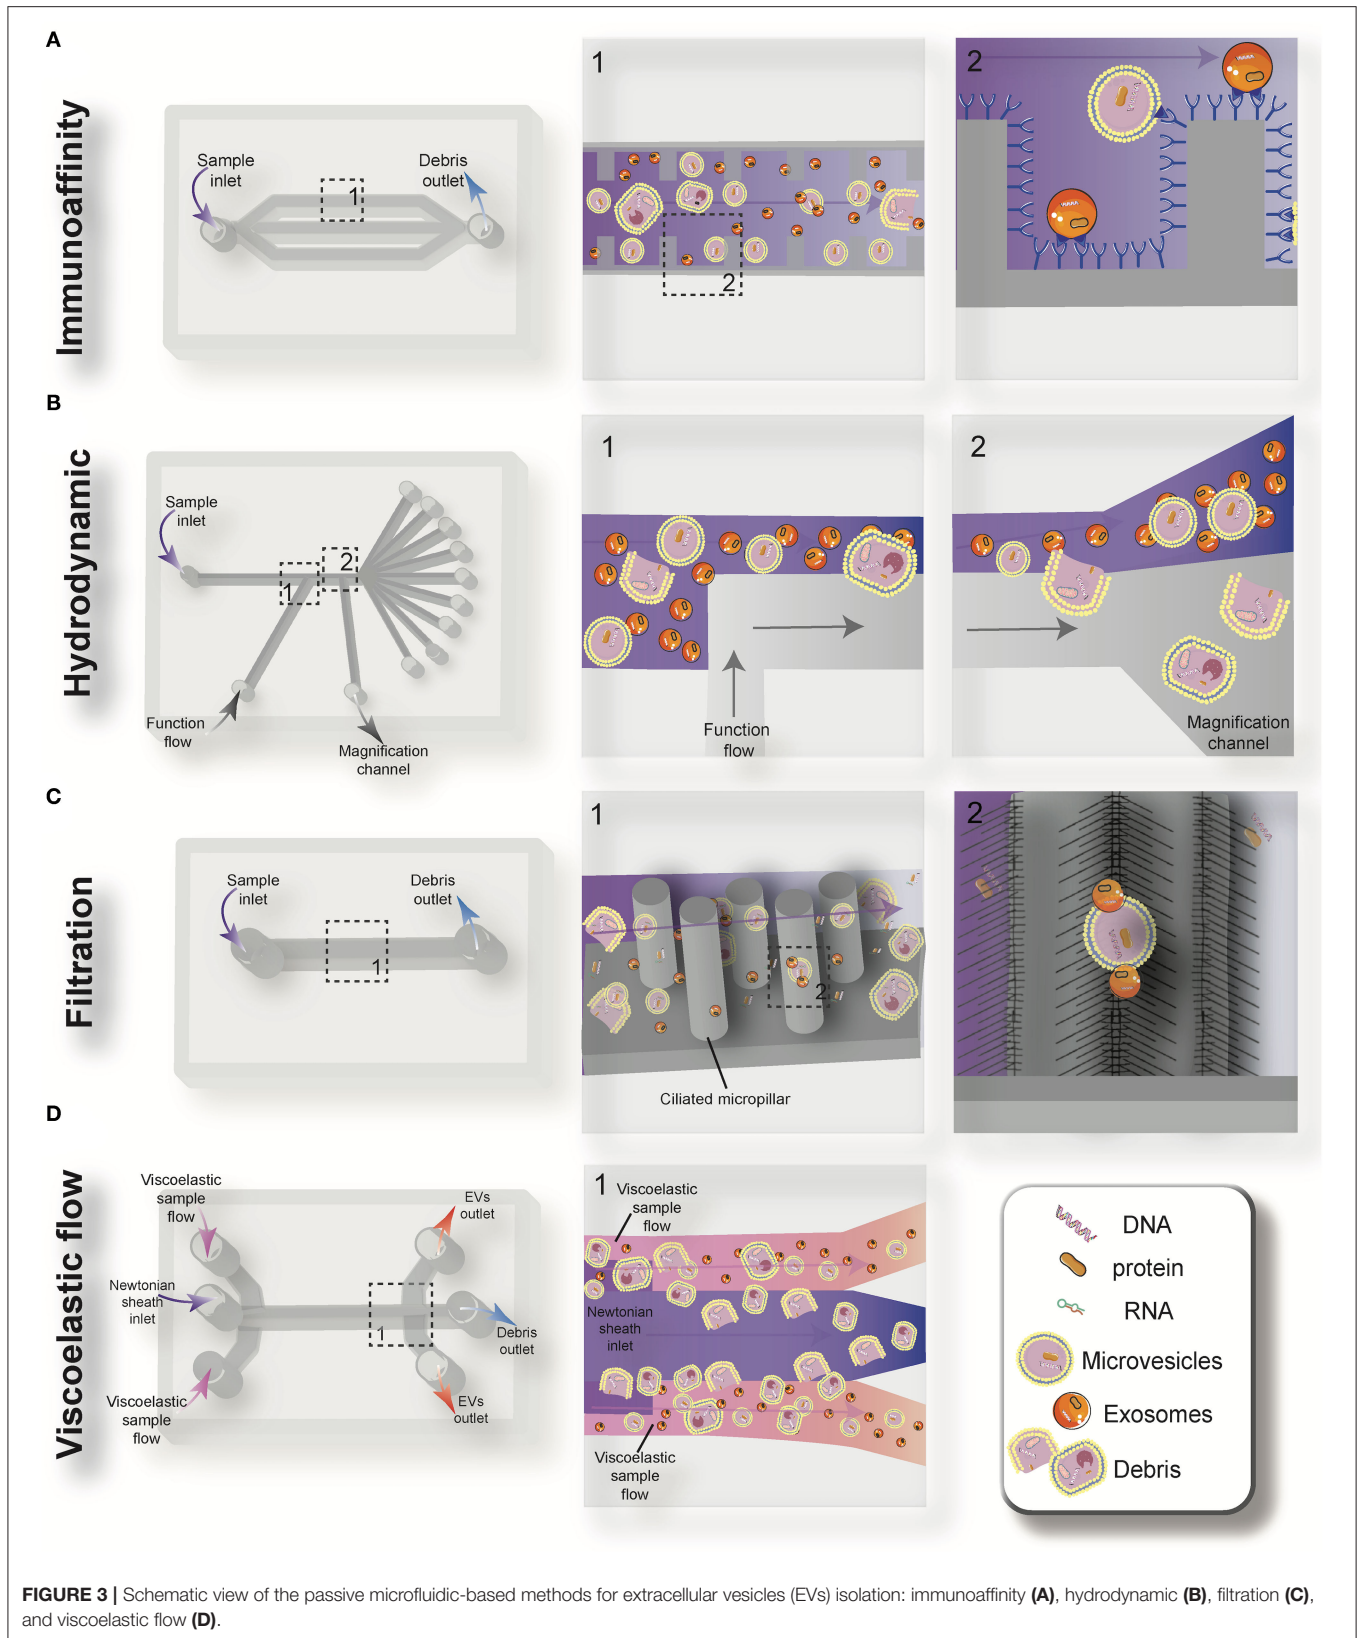 A
Immunoaffinity
Sample
inlet
Debris
outlet
1
1
2
2
B
Hydrodynamic
Sample
inlet
1
2
Function
flow
Magnification
channel
1
Function
flow
2
Magnification
channel
C
Filtration
Sample
inlet
Debris
outlet
1
1
2
Ciliated micropillar
2
D
Viscoelastic flow
Viscoelastic
sample
flow
Newtonian
sheath
inlet
Viscoelastic
sample
flow
EVs
outlet
1
Debris
outlet
EVs
outlet
1
Viscoelastic
sample
flow
Newtonian
sheath
inlet
Viscoelastic
sample
flow
DNA
protein
RNA
Microvesicles
Exosomes
Debris
FIGURE 3 | Schematic view of the passive microfluidic-based methods for extracellular vesicles (EVs) isolation: immunoaffinity (A), hydrodynamic (B), filtration (C),
and viscoelastic flow (D).